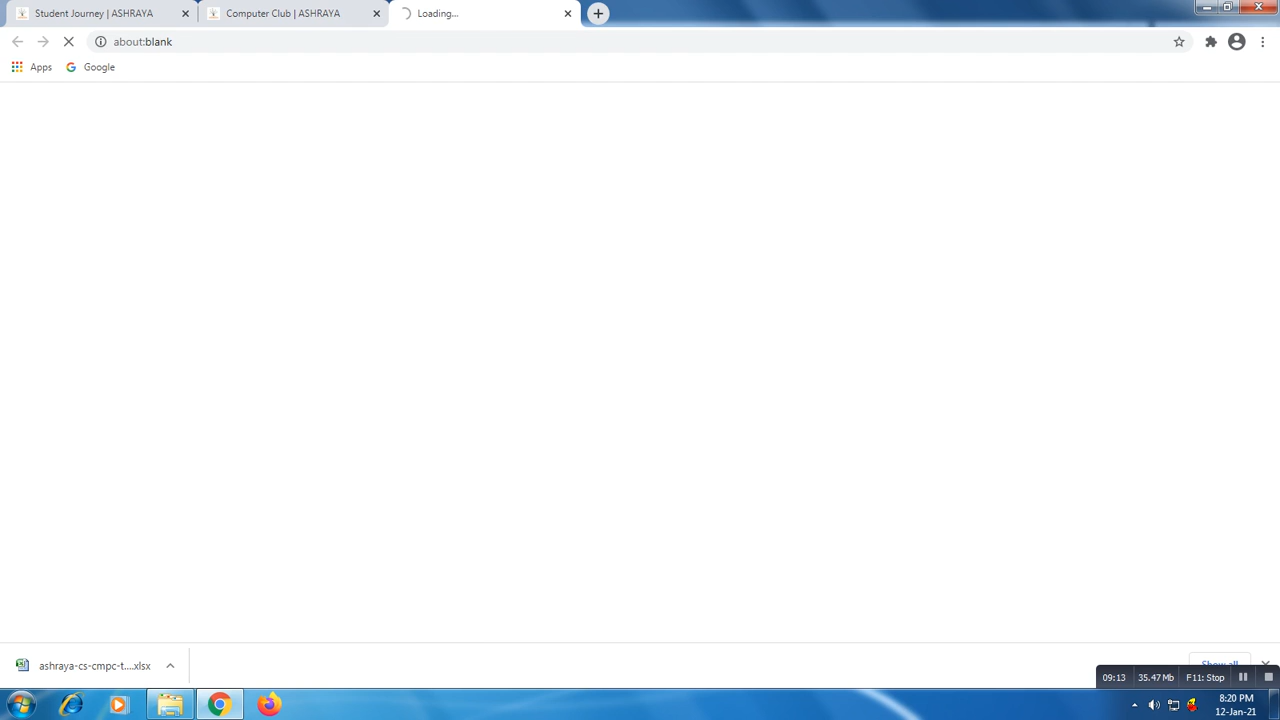 Student Journey | ASHRAYA
Computer Club | ASHRAYA
Loading...
about:blank
Apps
Google
ashraya-cs-cmpc-t....xlsx
Show all
09:13
35.47 Mb
F11: Stop
8:20 PM
12-Jan-21